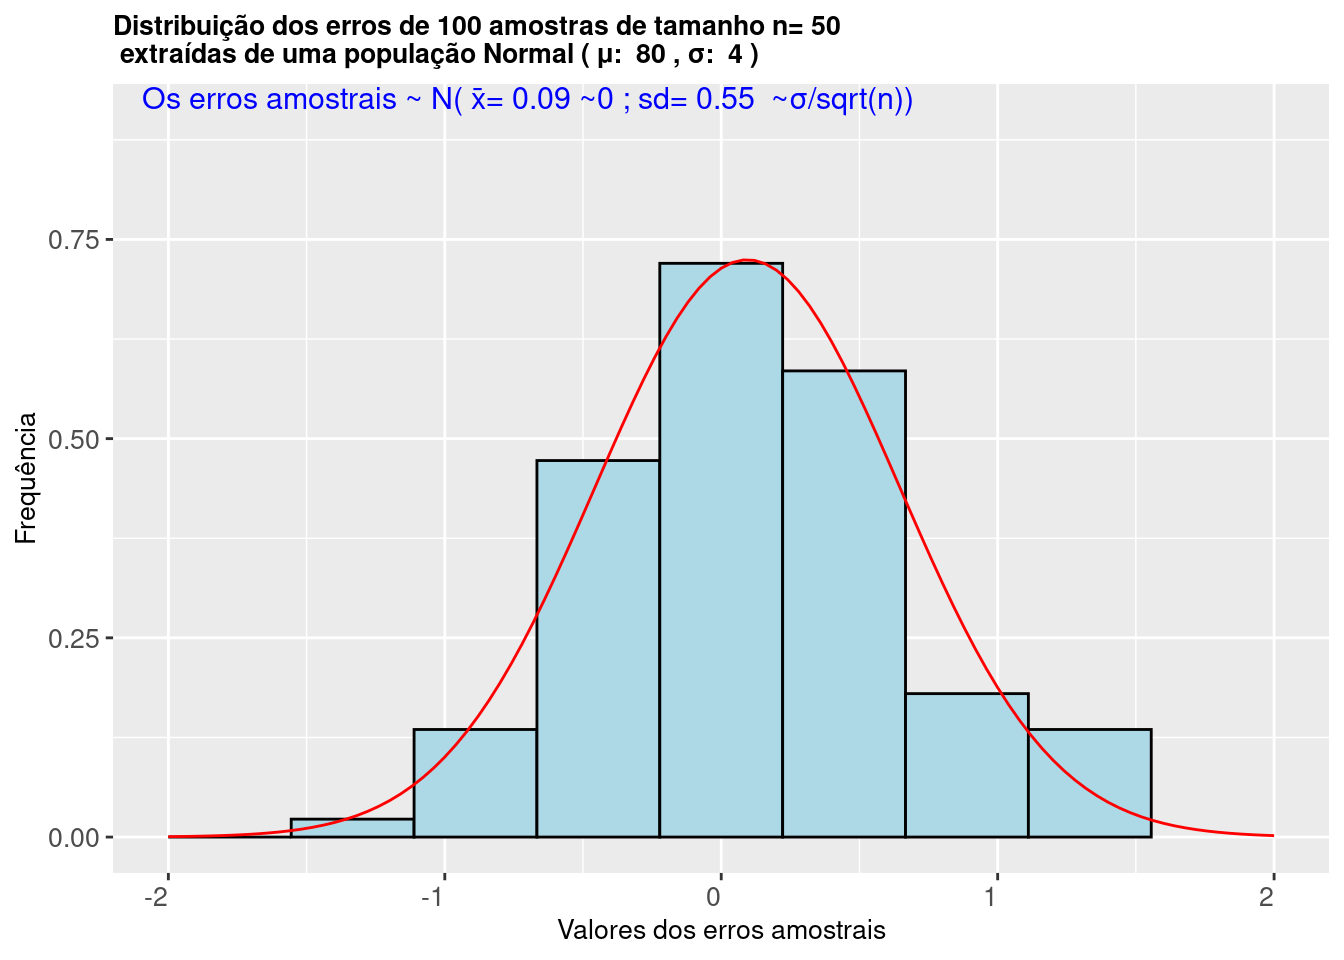 Distribuição dos erros de 100 amostras de tamanho n= 50
extraídas de uma população Normal ( μ:  80 , σ:  4 )
Os erros amostrais ~ N( x̄= 0.09 ~0 ; sd= 0.55  ~σ/sqrt(n))
Frequência
0.75
0.50
0.25
0.00
-2
-1
0
1
2
Valores dos erros amostrais